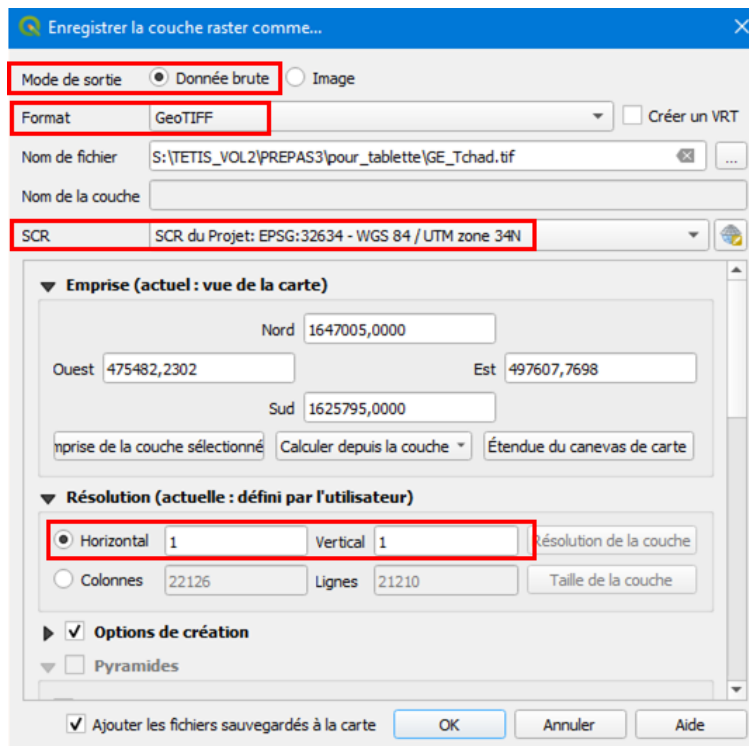 Enregistrer la couche raster comme...
Mode de sortie Donnée brute Image
Format GeoTIFF Créer un VRT
Nom de fichier S:\TETIS_VOL2\PREPAS3\pour_tablette\GE_Tchad.tif ...
Nom de la couche
SCR SCR du Projet: EPSG:32634 - WGS 84 / UTM zone 34N
Emprise (actuel : vue de la carte)
Nord 1647005,0000
Ouest 475482,2302 Est 497607,7698
Sud 1625795,0000
mprise de la couche sélectionné Calculer depuis la couche Étendue du canevas de carte
Résolution (actuelle : défini par l'utilisateur)
Horizontal 1 Vertical 1 Résolution de la couche
Colonnes 22126 Lignes 21210 Taille de la couche
Options de création
Pyramides
Ajouter les fichiers sauvegardés à la carte OK Annuler Aide